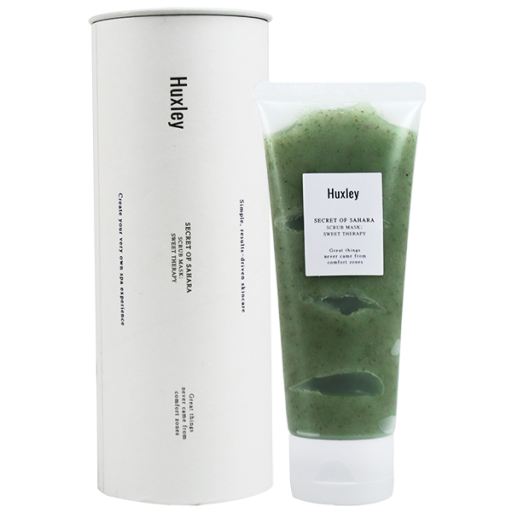 Huxley
Simple, results-driven skincare
SECRET OF SAHARA
SCRUB MASK;
SWEET THERAPY
Create your very own spa experience
Great things
never came from
comfort zones
Huxley
SECRET OF SAHARA
SCRUB MASK;
SWEET THERAPY
Great things
never came from
comfort zones